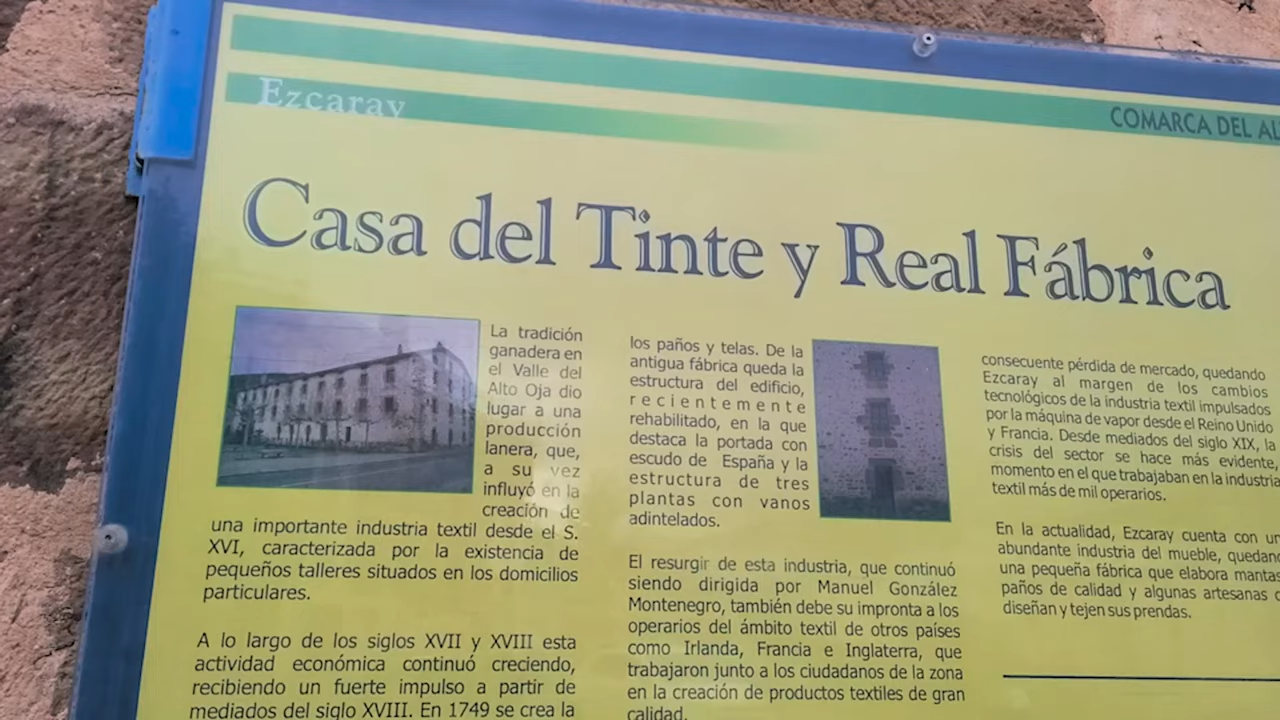 Ezcaray
COMARCA DEL
Casa del Tinte y Real Fábrica
La tradición
ganadera en
el Valle del
Alto Oja dio
lugar a una
producción
lanera, que,
a su vez
influyó en la
creación de
una importante industria textil desde el S.
XVI, caracterizada por la existencia de
pequeños talleres situados en los domicilios
particulares.
A lo largo de los siglos XVII y XVIII esta
actividad económica continuó creciendo,
recibiendo un fuerte impulso a partir de
mediados del siglo XVIII. En 1749 se crea la
los paños y telas. De la
antigua fábrica queda la
estructura del edificio,
recientemente
rehabilitado, en la que
destaca la portada con
escudo de España y la
estructura de tres
plantas con vanos
adintelados.
El resurgir de esta industria, que continuó
siendo dirigida por Manuel González
Montenegro, también debe su impronta a los
operarios del ámbito textil de otros países
como Irlanda, Francia e Inglaterra, que
trabajaron junto a los ciudadanos de la zona
en la creación de productos textiles de gran
calidad.
consecuente pérdida de mercado, quedando
Ezcaray al margen de los cambios
tecnológicos de la industria textil impulsados
por la máquina de vapor desde el Reino Unido
y Francia. Desde mediados del siglo XIX, la
crisis del sector se hace más evidente,
momento en el que trabajaban en la industria
textil más de mil operarios.
En la actualidad, Ezcaray cuenta con
abundante industria del mueble,
una pequeña fábrica que elabora mantas
paños de calidad y algunas artesanas
diseñan y tejen sus prendas.